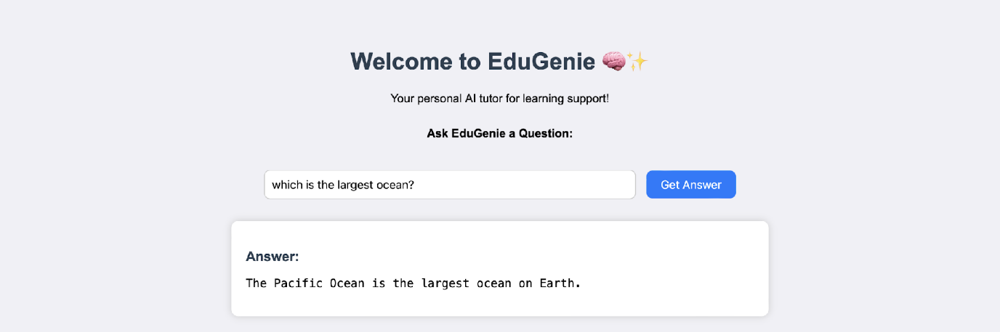 Welcome to EduGenie 🧠✨
Your personal AI tutor for learning support!
Ask EduGenie a Question:
which is the largest ocean?
Get Answer
Answer:
The Pacific Ocean is the largest ocean on Earth.